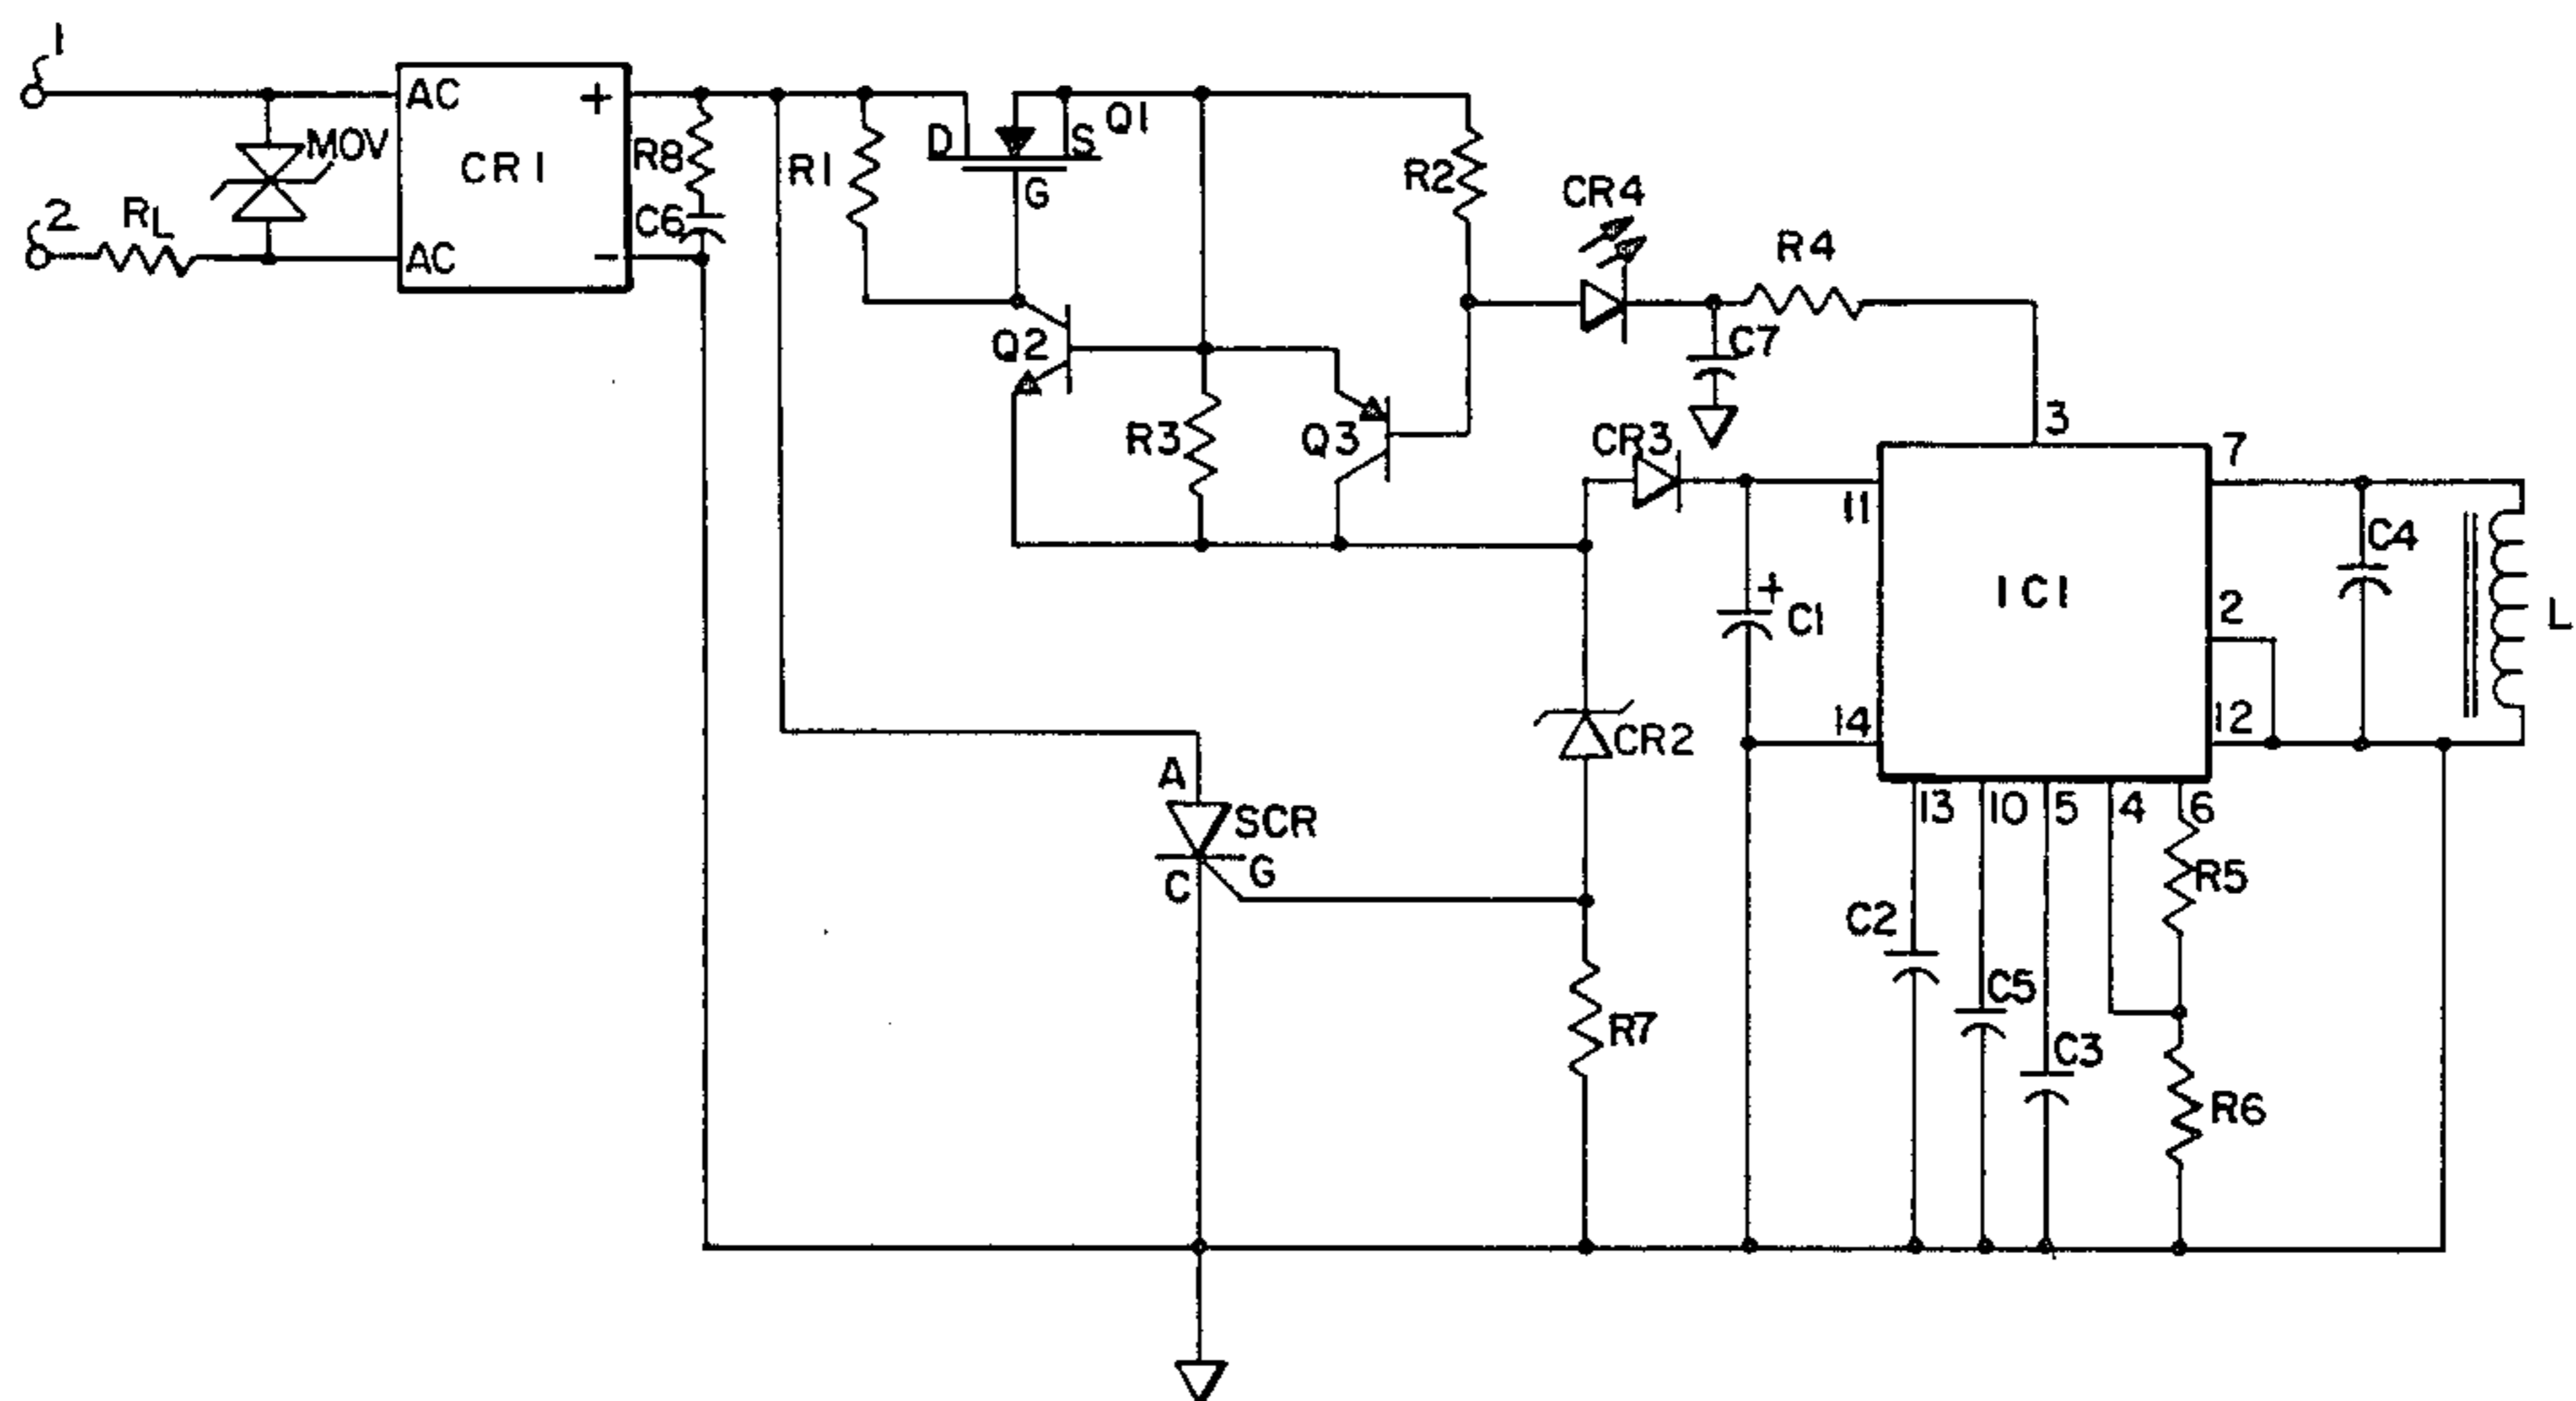 1
AC
+
CR1
AC
−
MOV
2
RL
R8
C6
R1
D
S
Q1
G
R2
CR4
R4
Q2
C7
R3
Q3
CR3
3
7
11
+
C1
IC1
C4
2
L
14
12
CR2
A
SCR
G
C
13
10
5
4
6
R5
C2
C5
R7
C3
R6